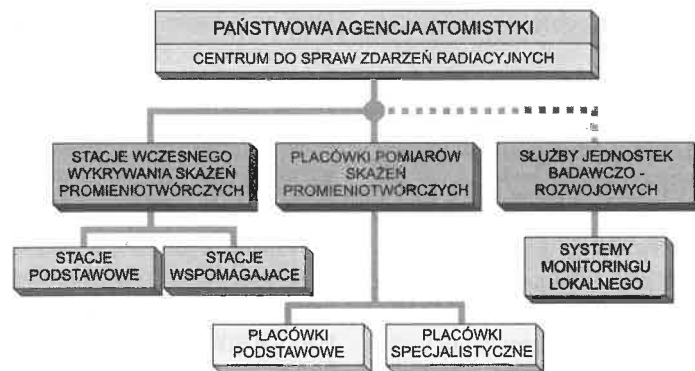 PAŃSTWOWA AGENCJA ATOMISTYKI
CENTRUM DO SPRAW ZDARZEŃ RADIACYJNYCH
STACJE WCZESNEGO
WYKRYWANIA SKAŻEŃ
PROMIENIOTWÓRCZYCH
PLACÓWKI POMIARÓW
SKAŻEŃ
PROMIENIOTWÓRCZYCH
SŁUŻBY JEDNOSTEK
BADAWCZO -
ROZWOJOWYCH
STACJE
PODSTAWOWE
STACJE
WSPOMAGAJACE
SYSTEMY
MONITORINGU
LOKALNEGO
PLACÓWKI
PODSTAWOWE
PLACÓWKI
SPECJALISTYCZNE